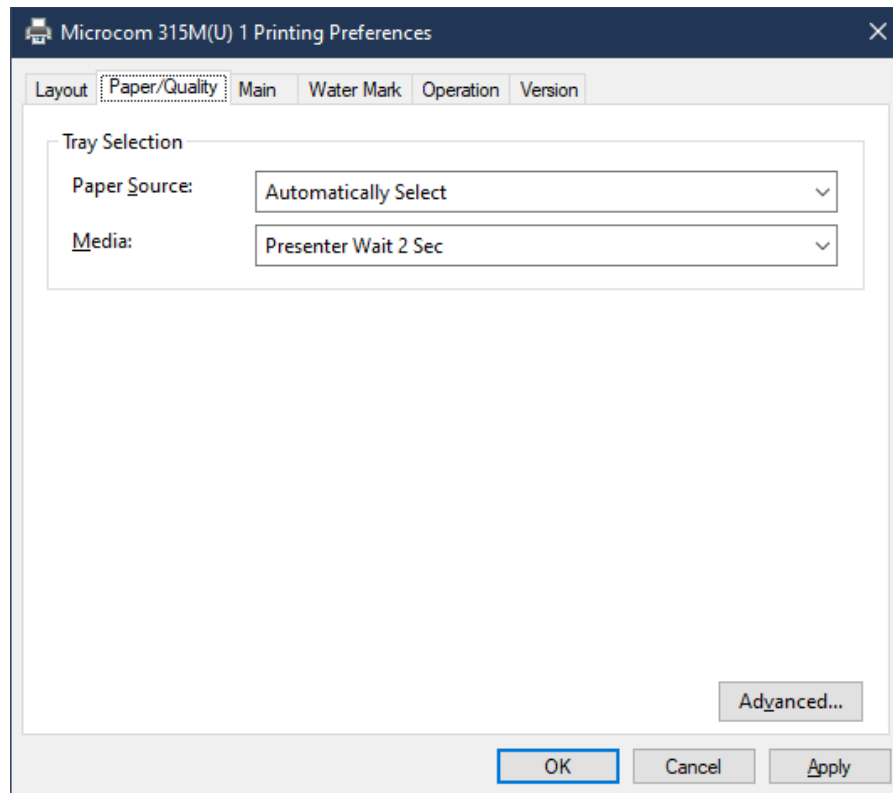 Microcom 315M(U) 1 Printing Preferences
Layout Paper/Quality Main Water Mark Operation Version
Tray Selection
Paper Source: Automatically Select
Media: Presenter Wait 2 Sec
Advanced...
OK Cancel Apply